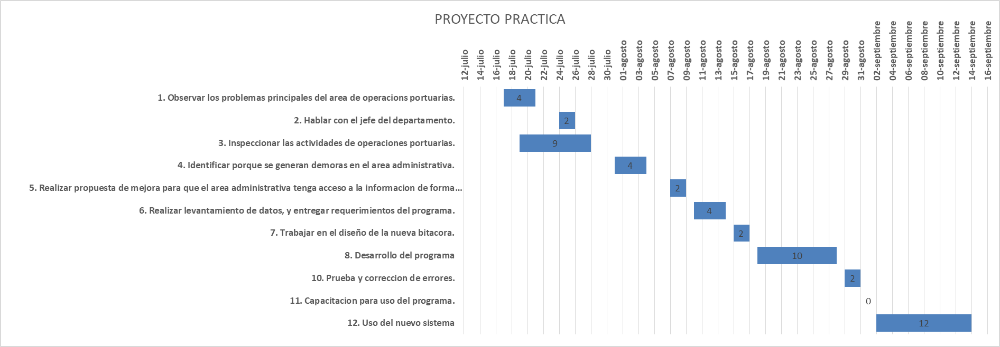 PROYECTO PRACTICA
12-julio
14-julio
16-julio
18-julio
20-julio
22-julio
24-julio
26-julio
28-julio
30-julio
01-agosto
03-agosto
05-agosto
07-agosto
09-agosto
11-agosto
13-agosto
15-agosto
17-agosto
19-agosto
21-agosto
23-agosto
25-agosto
27-agosto
29-agosto
31-agosto
02-septiembre
04-septiembre
06-septiembre
08-septiembre
10-septiembre
12-septiembre
14-septiembre
16-septiembre
1. Observar los problemas principales del area de operacions portuarias.
4
2. Hablar con el jefe del departamento.
2
3. Inspeccionar las actividades de operaciones portuarias.
9
4. Identificar porque se generan demoras en el area administrativa.
4
5. Realizar propuesta de mejora para que el area administrativa tenga acceso a la informacion de forma...
2
6. Realizar levantamiento de datos, y entregar requerimientos del programa.
4
7. Trabajar en el diseño de la nueva bitacora.
2
8. Desarrollo del programa
10
10. Prueba y correccion de errores.
2
11. Capacitacion para uso del programa.
0
12. Uso del nuevo sistema
12